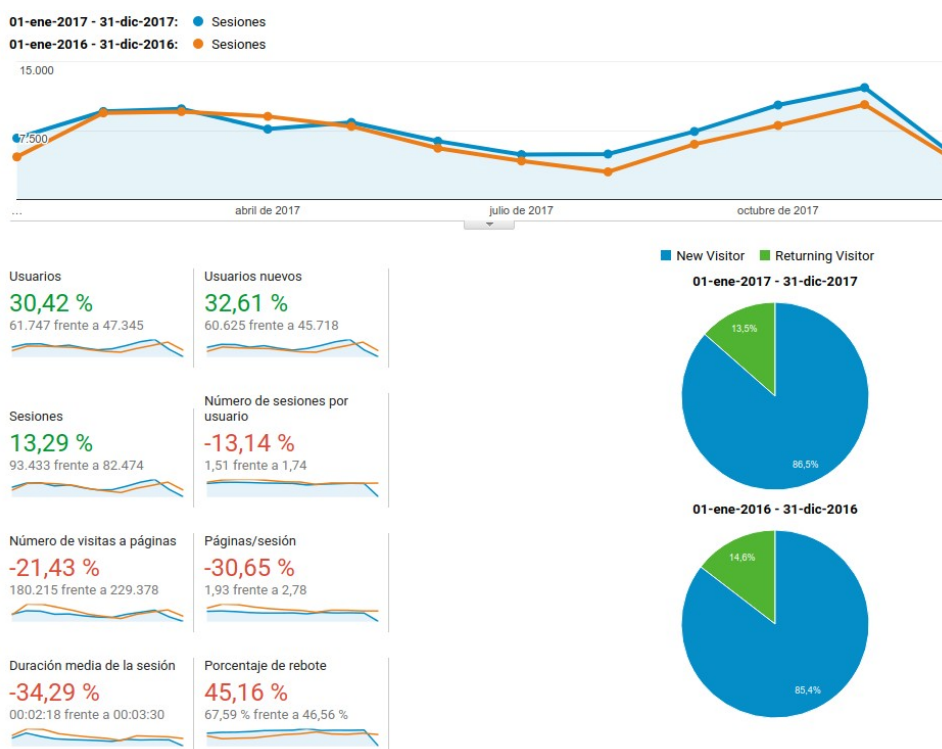 01-ene-2017 - 31-dic-2017: Sesiones
01-ene-2016 - 31-dic-2016: Sesiones
15.000
7.500
...
abril de 2017
julio de 2017
octubre de 2017
New Visitor
Returning Visitor
01-ene-2017 - 31-dic-2017
13,5%
86,5%
01-ene-2016 - 31-dic-2016
14,6%
85,4%
Usuarios
30,42 %
61.747 frente a 47.345
Usuarios nuevos
32,61 %
60.625 frente a 45.718
Sesiones
13,29 %
93.433 frente a 82.474
Número de sesiones por
usuario
-13,14 %
1,51 frente a 1,74
Número de visitas a páginas
-21,43 %
180.215 frente a 229.378
Páginas/sesión
-30,65 %
1,93 frente a 2,78
Duración media de la sesión
-34,29 %
00:02:18 frente a 00:03:30
Porcentaje de rebote
45,16 %
67,59 % frente a 46,56 %